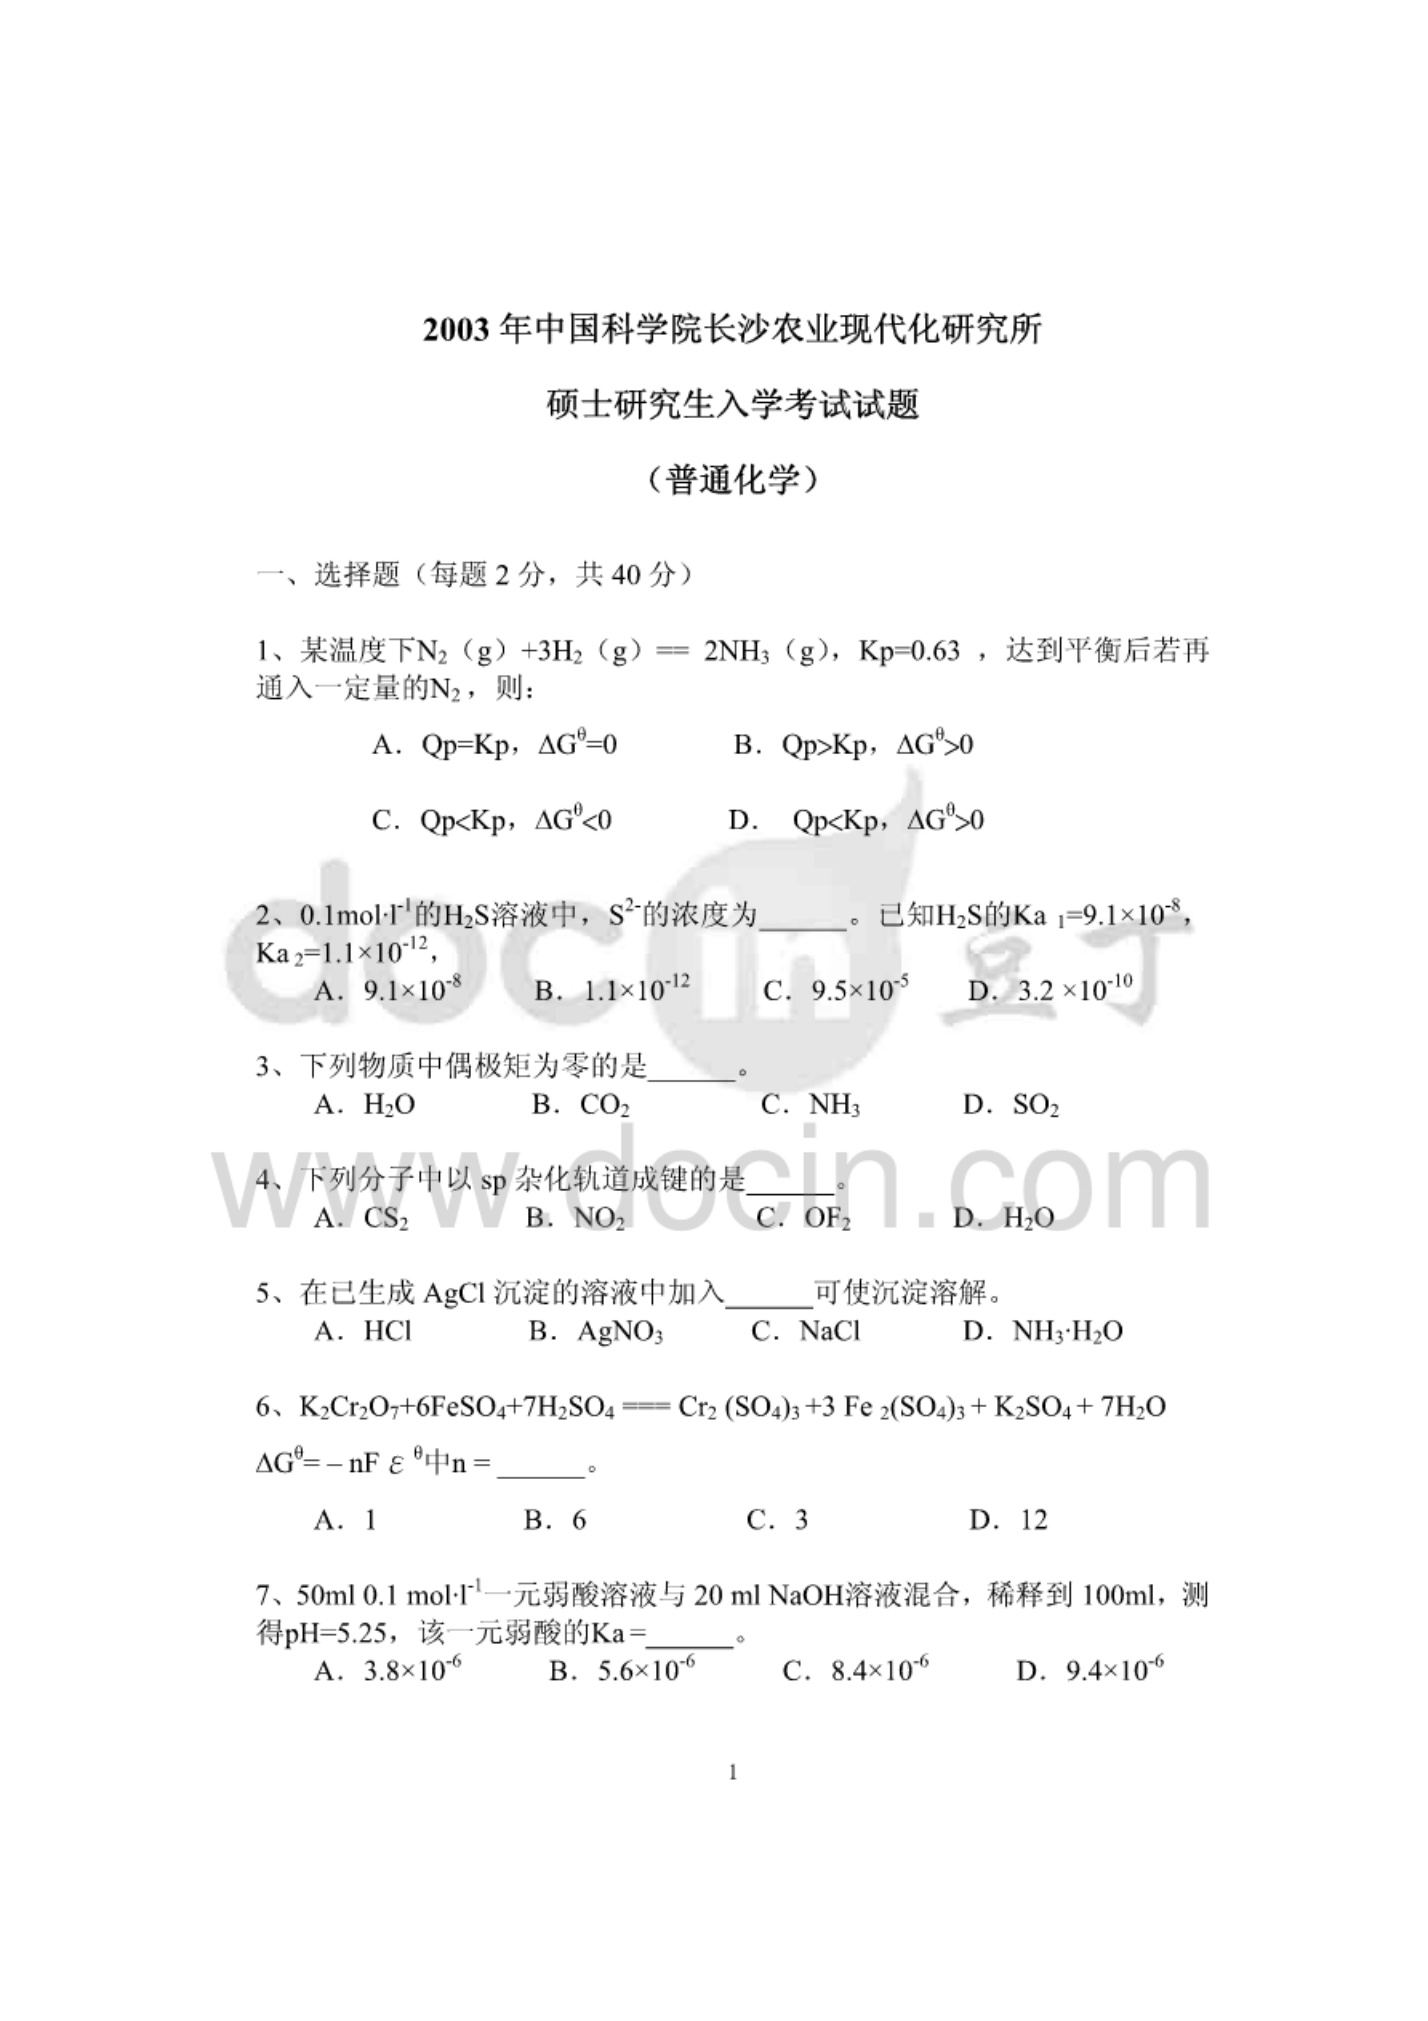 2003 年中国科学院长沙农业现代化研究所
硕士研究生入学考试试题
（普通化学）
一、选择题（每题 2 分，共 40 分）
1、某温度下N₂（g）+3H₂（g）== 2NH₃（g），Kp=0.63 ，达到平衡后若再
通入一定量的N₂，则：
A．Qp=Kp，ΔG^θ=0 B．Qp>Kp，ΔG^θ>0
C．Qp<Kp，ΔG^θ<0 D． Qp<Kp，ΔG^θ>0
2、0.1mol·l⁻¹的H₂S溶液中，S²⁻的浓度为______。已知H₂S的Ka ₁=9.1×10⁻⁸，
Ka ₂=1.1×10⁻¹²，
A．9.1×10⁻⁸ B．1.1×10⁻¹² C．9.5×10⁻⁵ D．3.2 ×10⁻¹⁰
3、下列物质中偶极矩为零的是______。
A．H₂O B．CO₂ C．NH₃ D．SO₂
4、下列分子中以 sp 杂化轨道成键的是______。
A．CS₂ B．NO₂ C．OF₂ D．H₂O
5、在已生成 AgCl 沉淀的溶液中加入______可使沉淀溶解。
A．HCl B．AgNO₃ C．NaCl D．NH₃·H₂O
6、K₂Cr₂O₇+6FeSO₄+7H₂SO₄ === Cr₂ (SO₄)₃ +3 Fe ₂(SO₄)₃ + K₂SO₄ + 7H₂O
ΔG^θ= – nF ε ^θ中n = ______。
A．1 B．6 C．3 D．12
7、50ml 0.1 mol·l⁻¹一元弱酸溶液与 20 ml NaOH溶液混合，稀释到 100ml，测
得pH=5.25，该一元弱酸的Ka =______。
A．3.8×10⁻⁶ B．5.6×10⁻⁶ C．8.4×10⁻⁶ D．9.4×10⁻⁶
1
docin 豆丁
www.docin.com